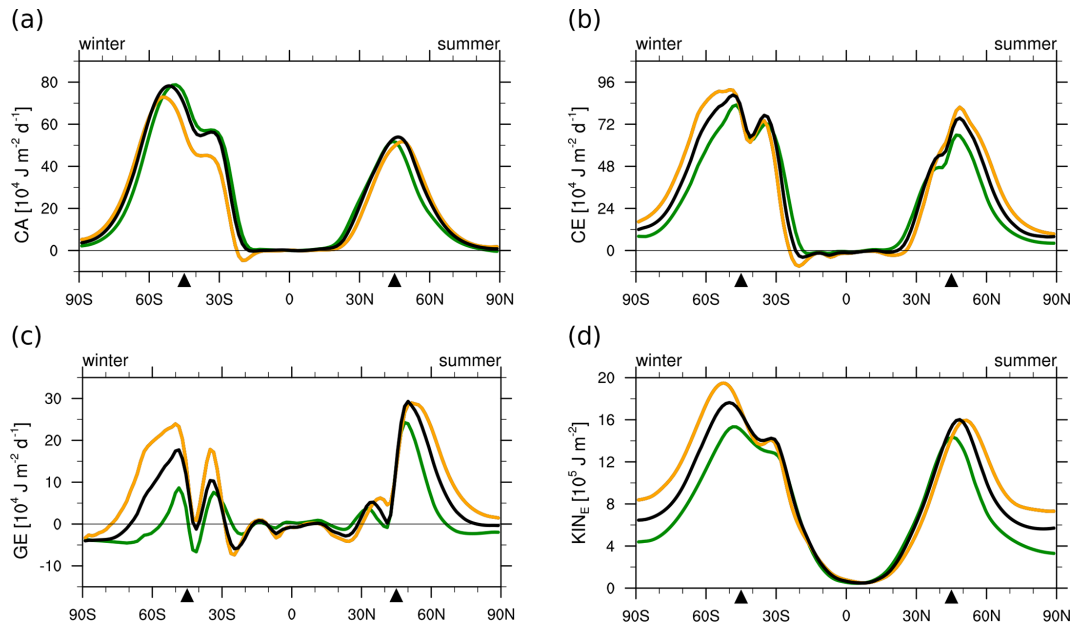 (a)
winter summer
CA [10⁴ J m⁻² d⁻¹]
80
60
40
20
0
90S 60S 30S 0 30N 60N 90N
(b)
winter summer
CE [10⁴ J m⁻² d⁻¹]
96
72
48
24
0
90S 60S 30S 0 30N 60N 90N
(c)
winter summer
GE [10⁴ J m⁻² d⁻¹]
30
20
10
0
-10
90S 60S 30S 0 30N 60N 90N
(d)
winter summer
KIN_E [10⁵ J m⁻²]
20
16
12
8
4
0
90S 60S 30S 0 30N 60N 90N